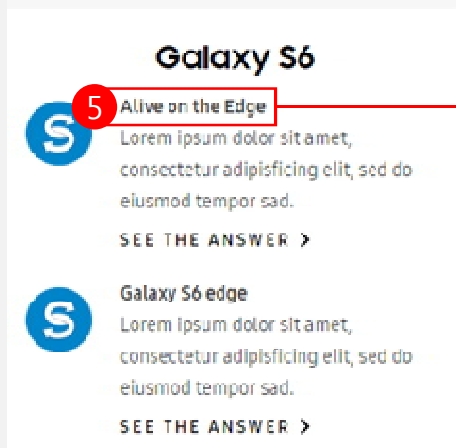 Galaxy S6
5
Alive on the Edge
S
Lorem ipsum dolor sit amet,
consectetur adipisficing elit, sed do
eiusmod tempor sad.
SEE THE ANSWER >
Galaxy S6 edge
S
Lorem ipsum dolor sit amet,
consectetur adipisficing elit, sed do
eiusmod tempor sad.
SEE THE ANSWER >